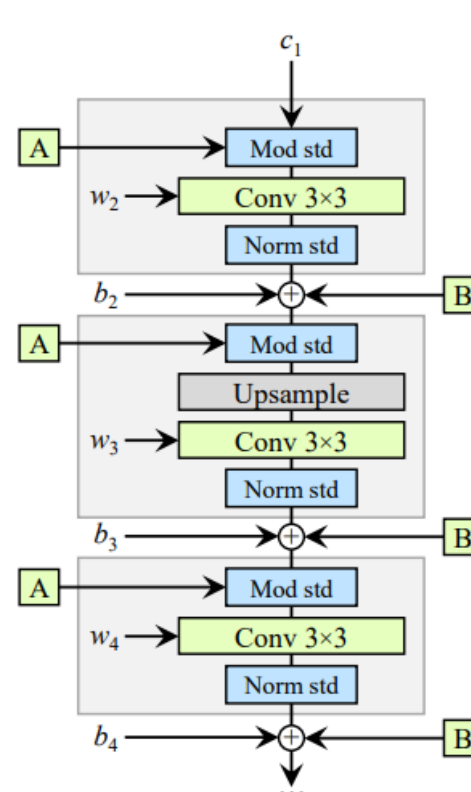 c₁
A Mod std
w₂ Conv 3×3
Norm std
b₂ + B
A Mod std
Upsample
w₃ Conv 3×3
Norm std
b₃ + B
A Mod std
w₄ Conv 3×3
Norm std
b₄ + B
...